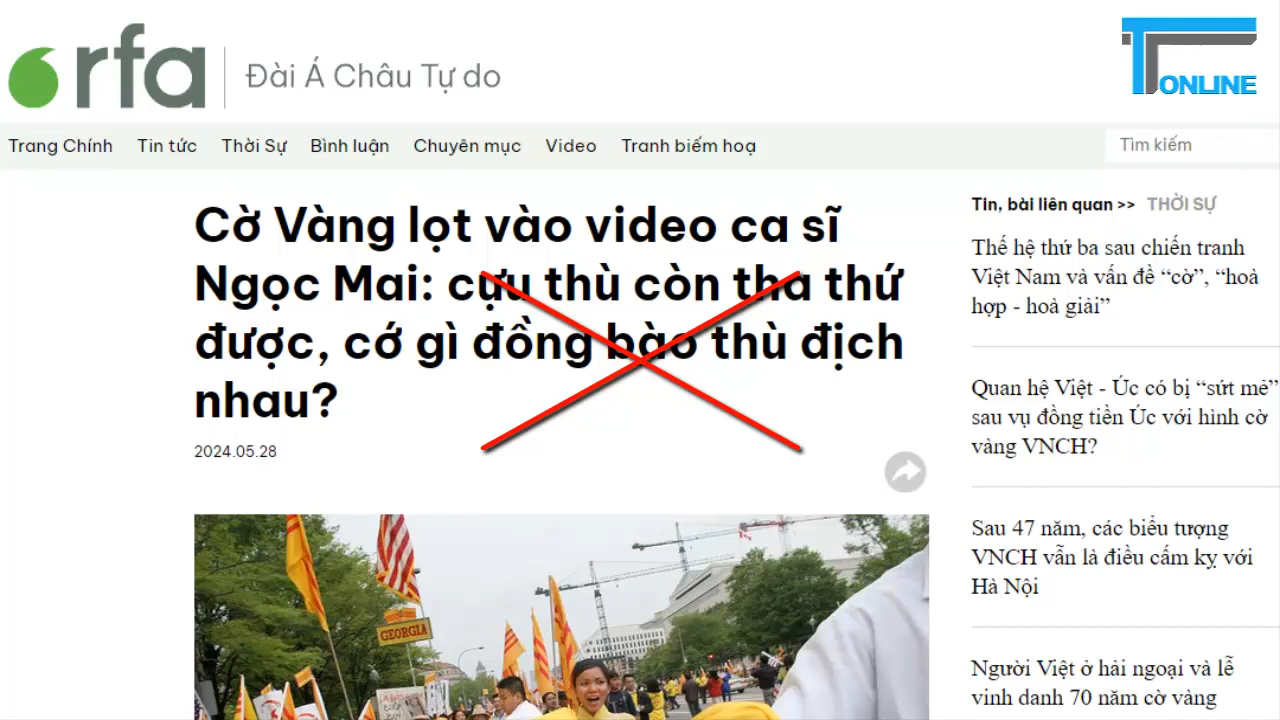 rfa
Đài Á Châu Tự do
TT ONLINE
Trang Chính Tin tức Thời Sự Bình luận Chuyên mục Video Tranh biếm hoạ
Tìm kiếm
Cờ Vàng lọt vào video ca sĩ
Ngọc Mai: cựu thù còn tha thứ
được, cớ gì đồng bào thù địch
nhau?
2024.05.28
GEORGIA
Tin, bài liên quan >> THỜI SỰ
Thế hệ thứ ba sau chiến tranh
Việt Nam và vấn đề “cờ”, “hoà
hợp - hoà giải”
Quan hệ Việt - Úc có bị “sứt mẻ”
sau vụ đồng tiền Úc với hình cờ
vàng VNCH?
Sau 47 năm, các biểu tượng
VNCH vẫn là điều cấm kỵ với
Hà Nội
Người Việt ở hải ngoại và lễ
vinh danh 70 năm cờ vàng